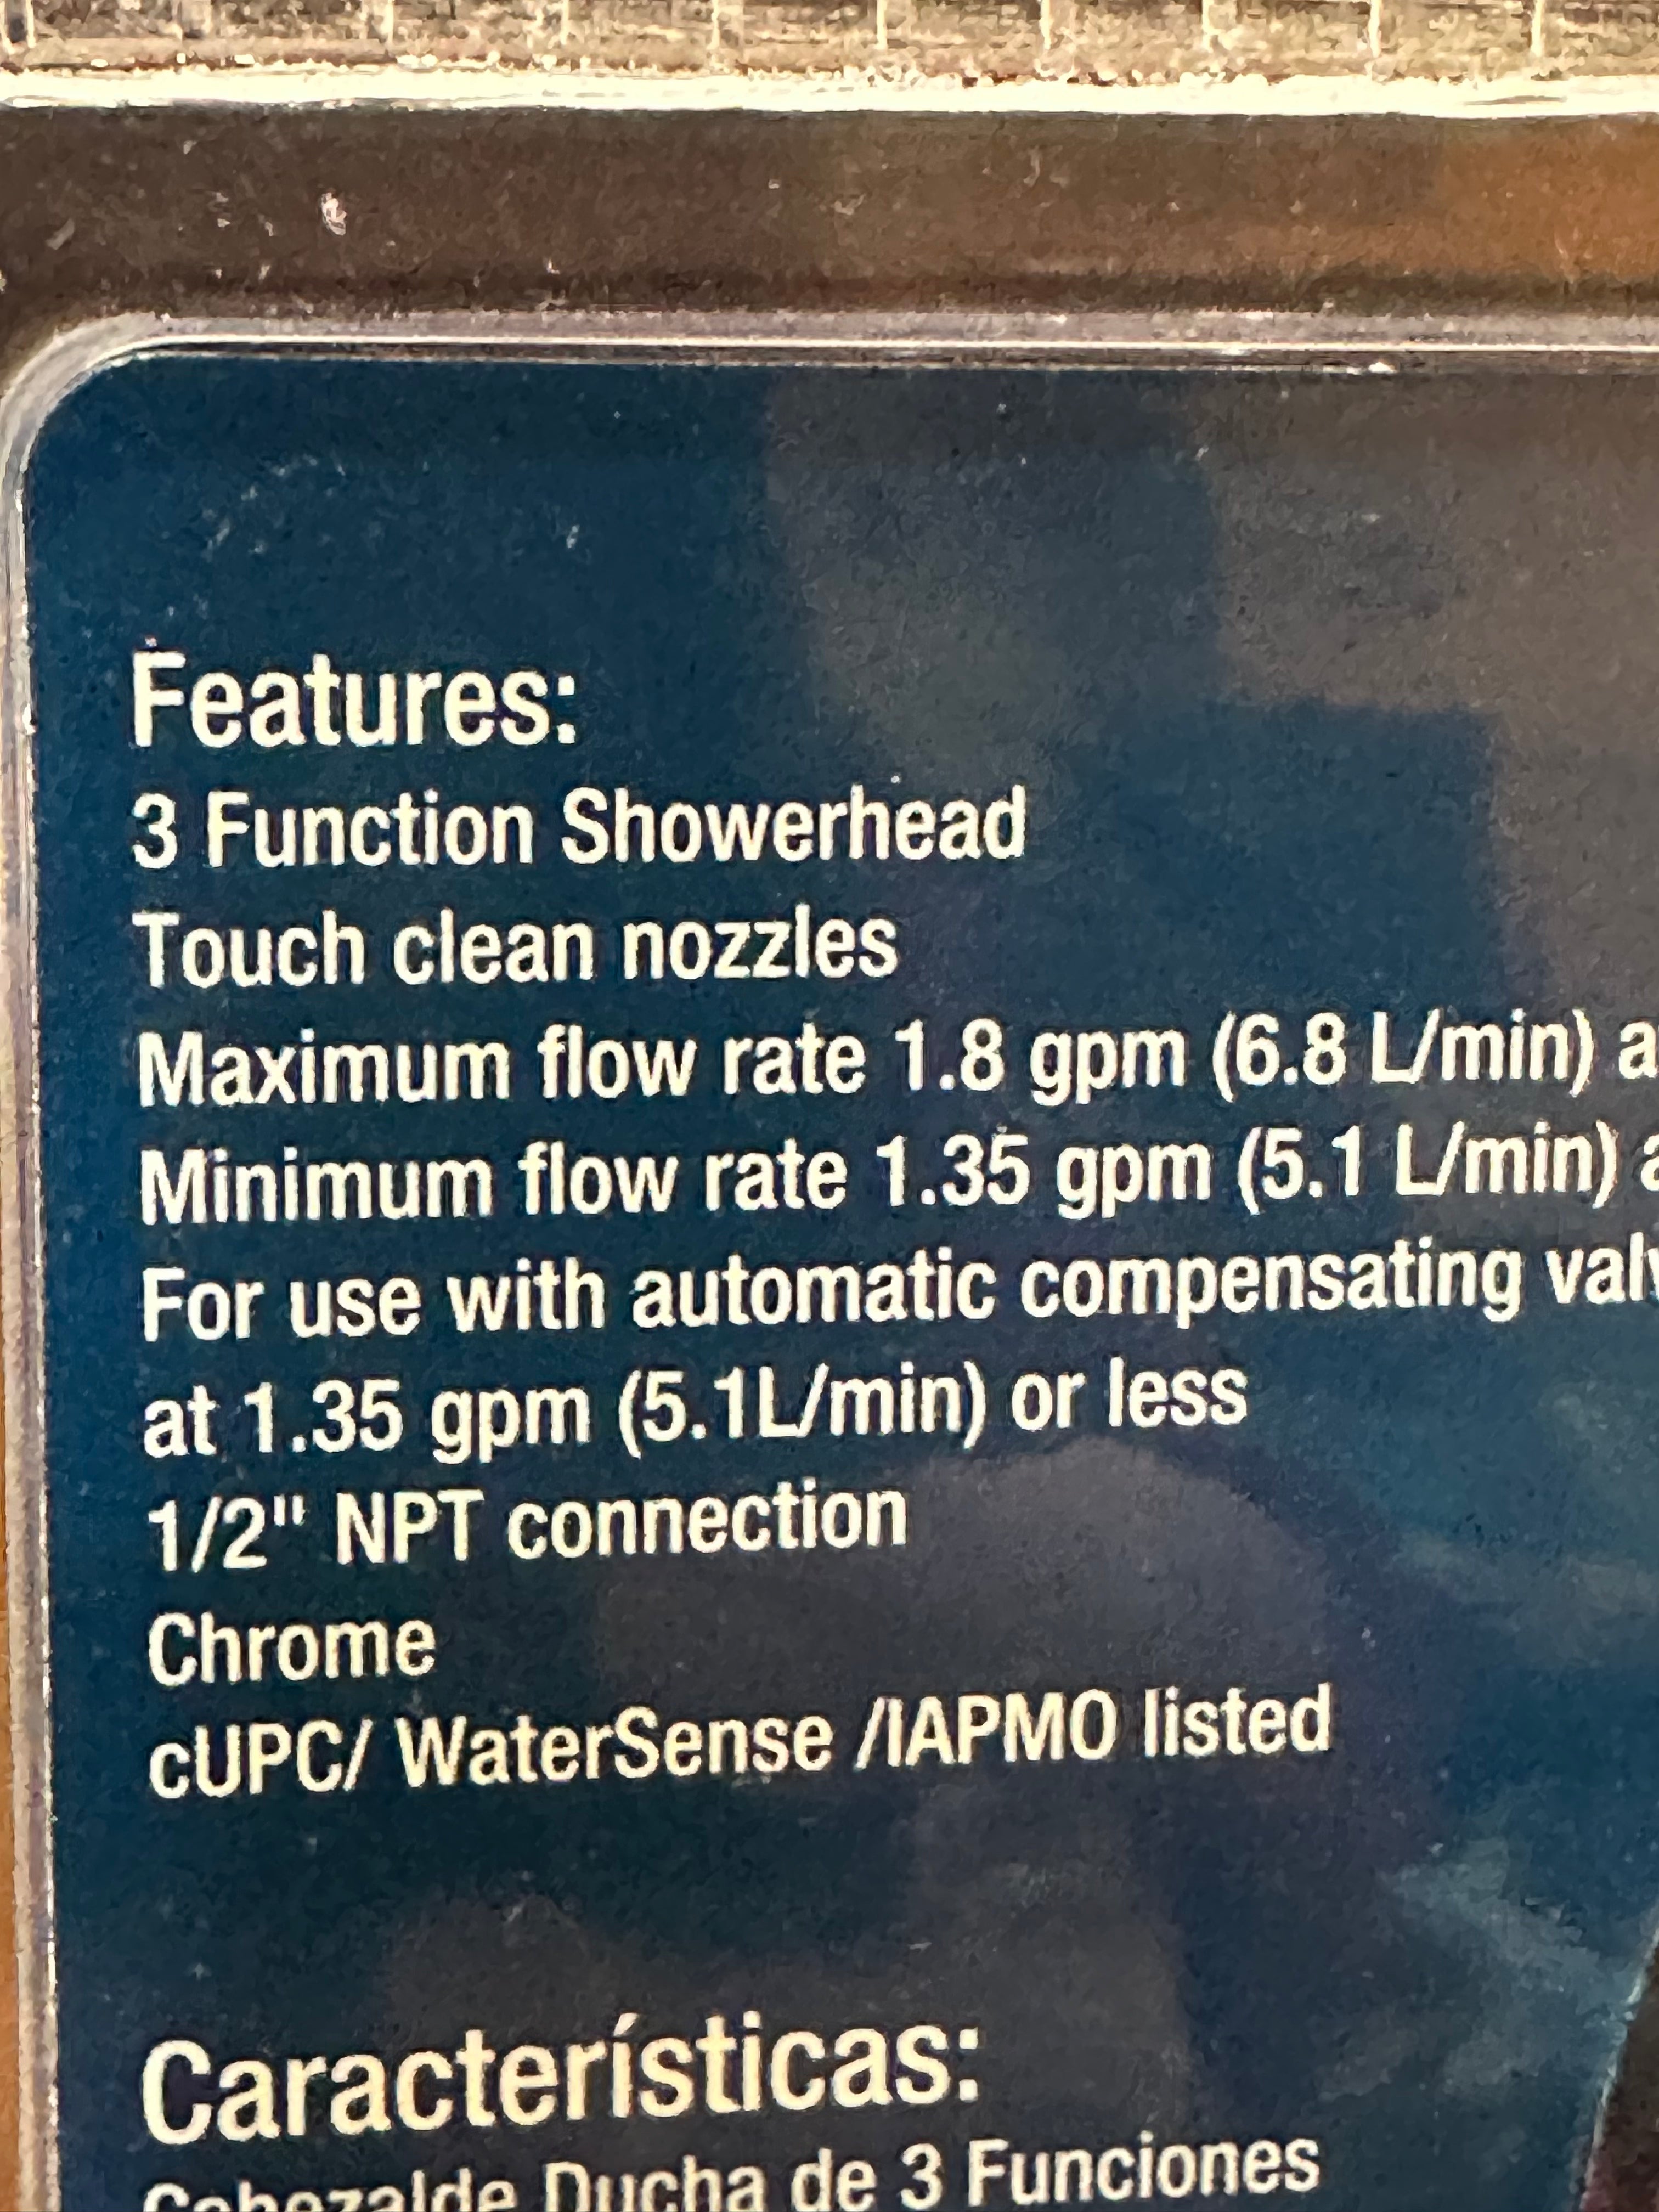 Features:
3 Function Showerhead
Touch clean nozzles
Maximum flow rate 1.8 gpm (6.8 L/min) a
Minimum flow rate 1.35 gpm (5.1 L/min) a
For use with automatic compensating valv
at 1.35 gpm (5.1L/min) or less
1/2" NPT connection
Chrome
cUPC/ WaterSense /IAPMO listed
Características:
Cabezalde Ducha de 3 Funciones